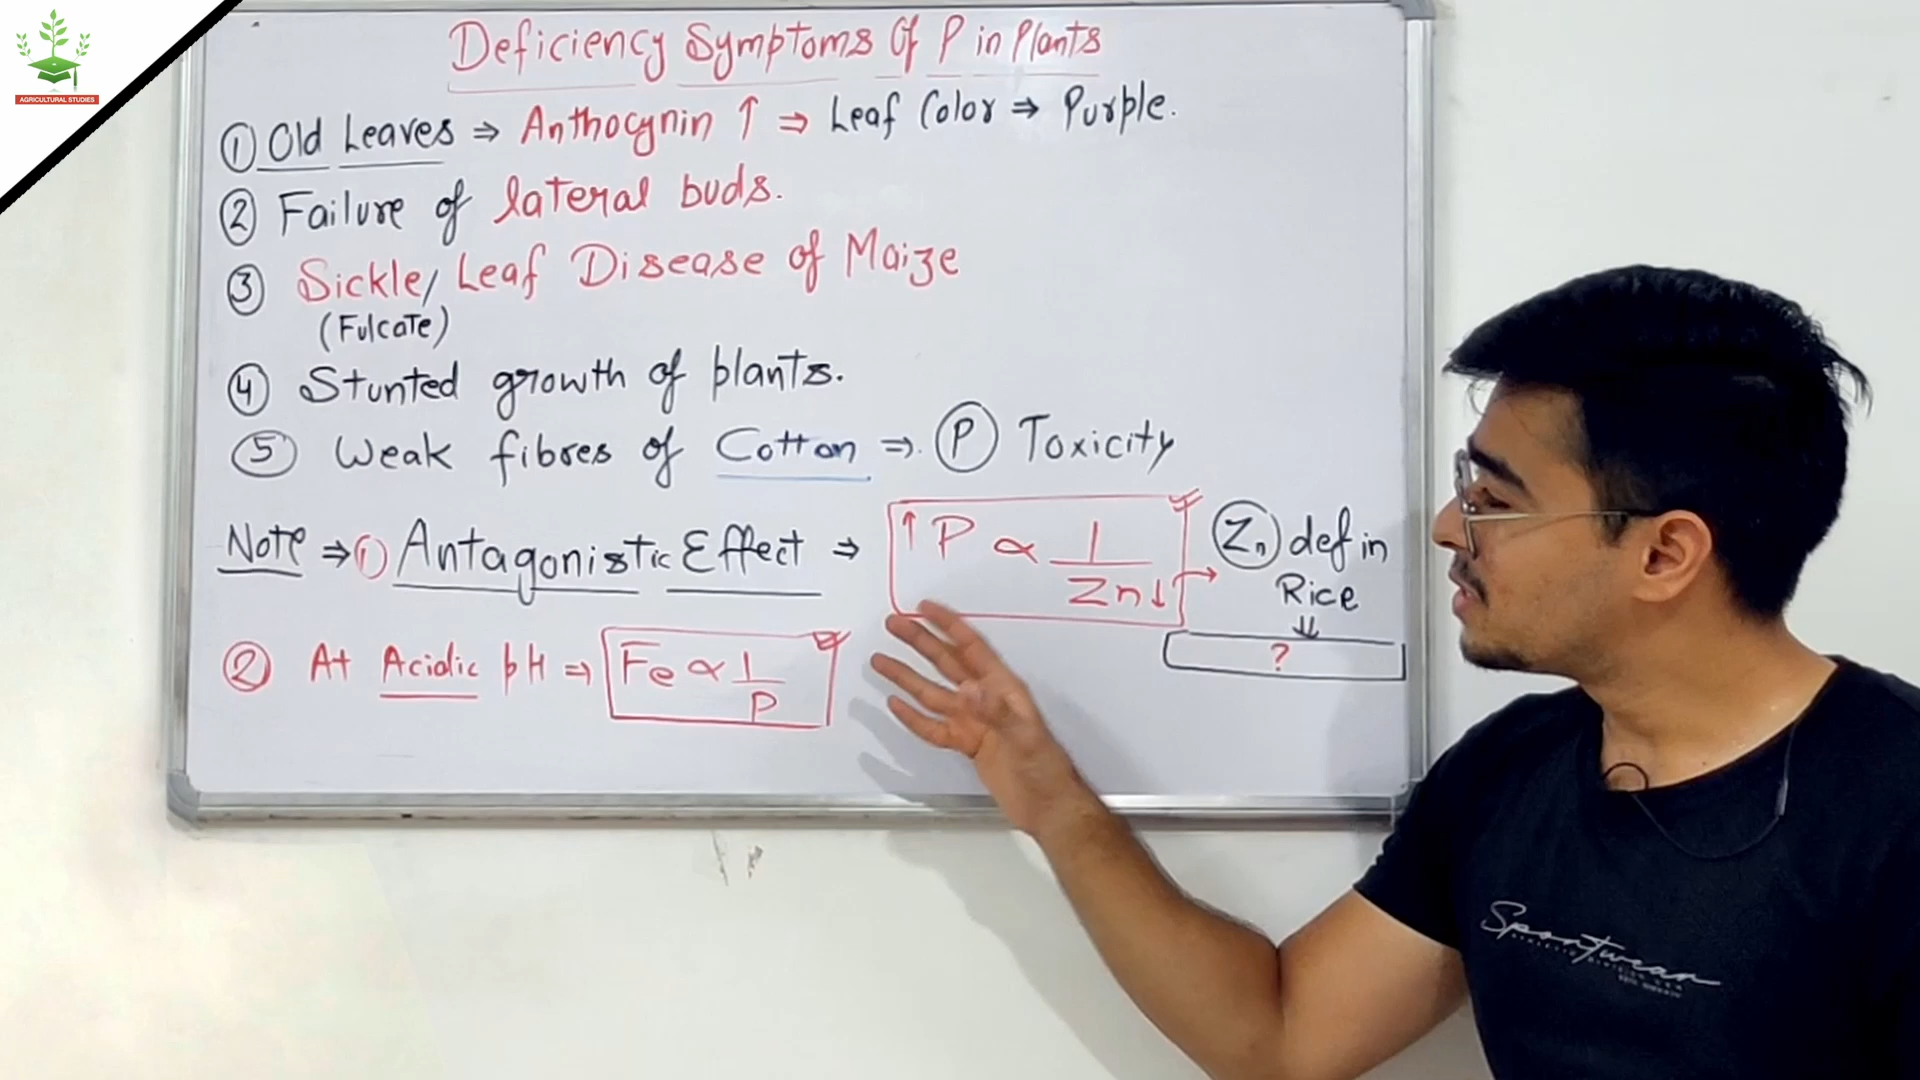 AGRICULTURAL STUDIES
Deficiency Symptoms Of P in Plants
① Old Leaves ⇒ Anthocynin ↑ ⇒ Leaf Color ⇒ Purple.
② Failure of lateral buds.
③ Sickle/ Leaf Disease of Maize
(Fulcate)
④ Stunted growth of plants.
⑤ Weak fibres of Cotton ⇒ Ⓟ Toxicity
Note ⇒ ① Antagonistic Effect ⇒ ↑ P ∝ 1/Zn↓ → Zn def in
Rice
⇓
?
② At Acidic pH ⇒ Fe ∝ 1/P
Sportwear